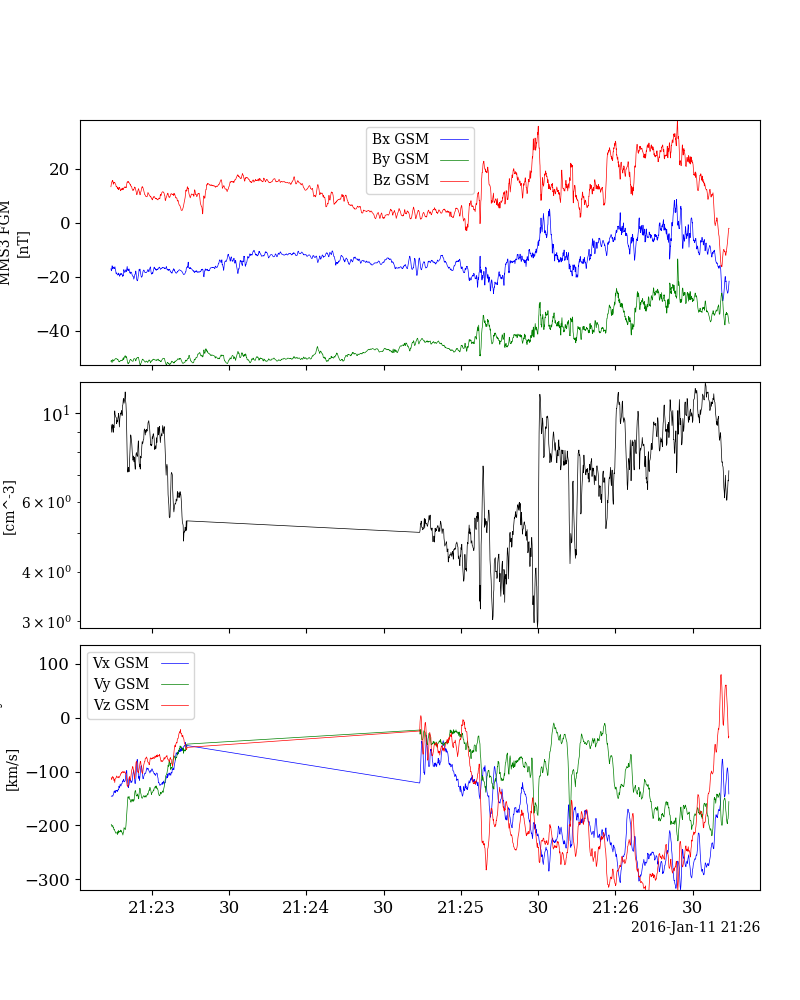 Bx GSM
By GSM
Bz GSM
20
0
−20
−40
MMS3 FGM
[nT]
10¹
6 × 10⁰
4 × 10⁰
3 × 10⁰
[cm^-3]
Vx GSM
Vy GSM
Vz GSM
100
0
−100
−200
−300
[km/s]
21:23 30 21:24 30 21:25 30 21:26 30
2016-Jan-11 21:26